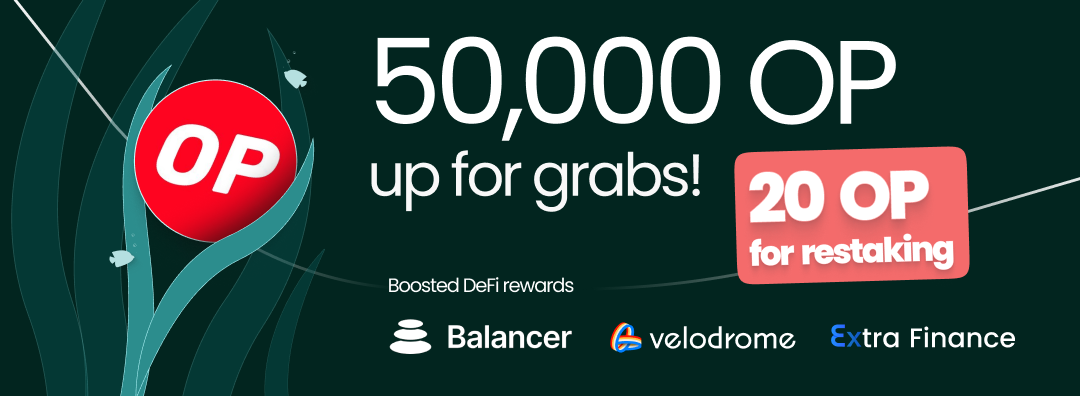 OP
50,000 OP
up for grabs!
20 OP
for restaking
Boosted DeFi rewards
Balancer
velodrome
Extra Finance